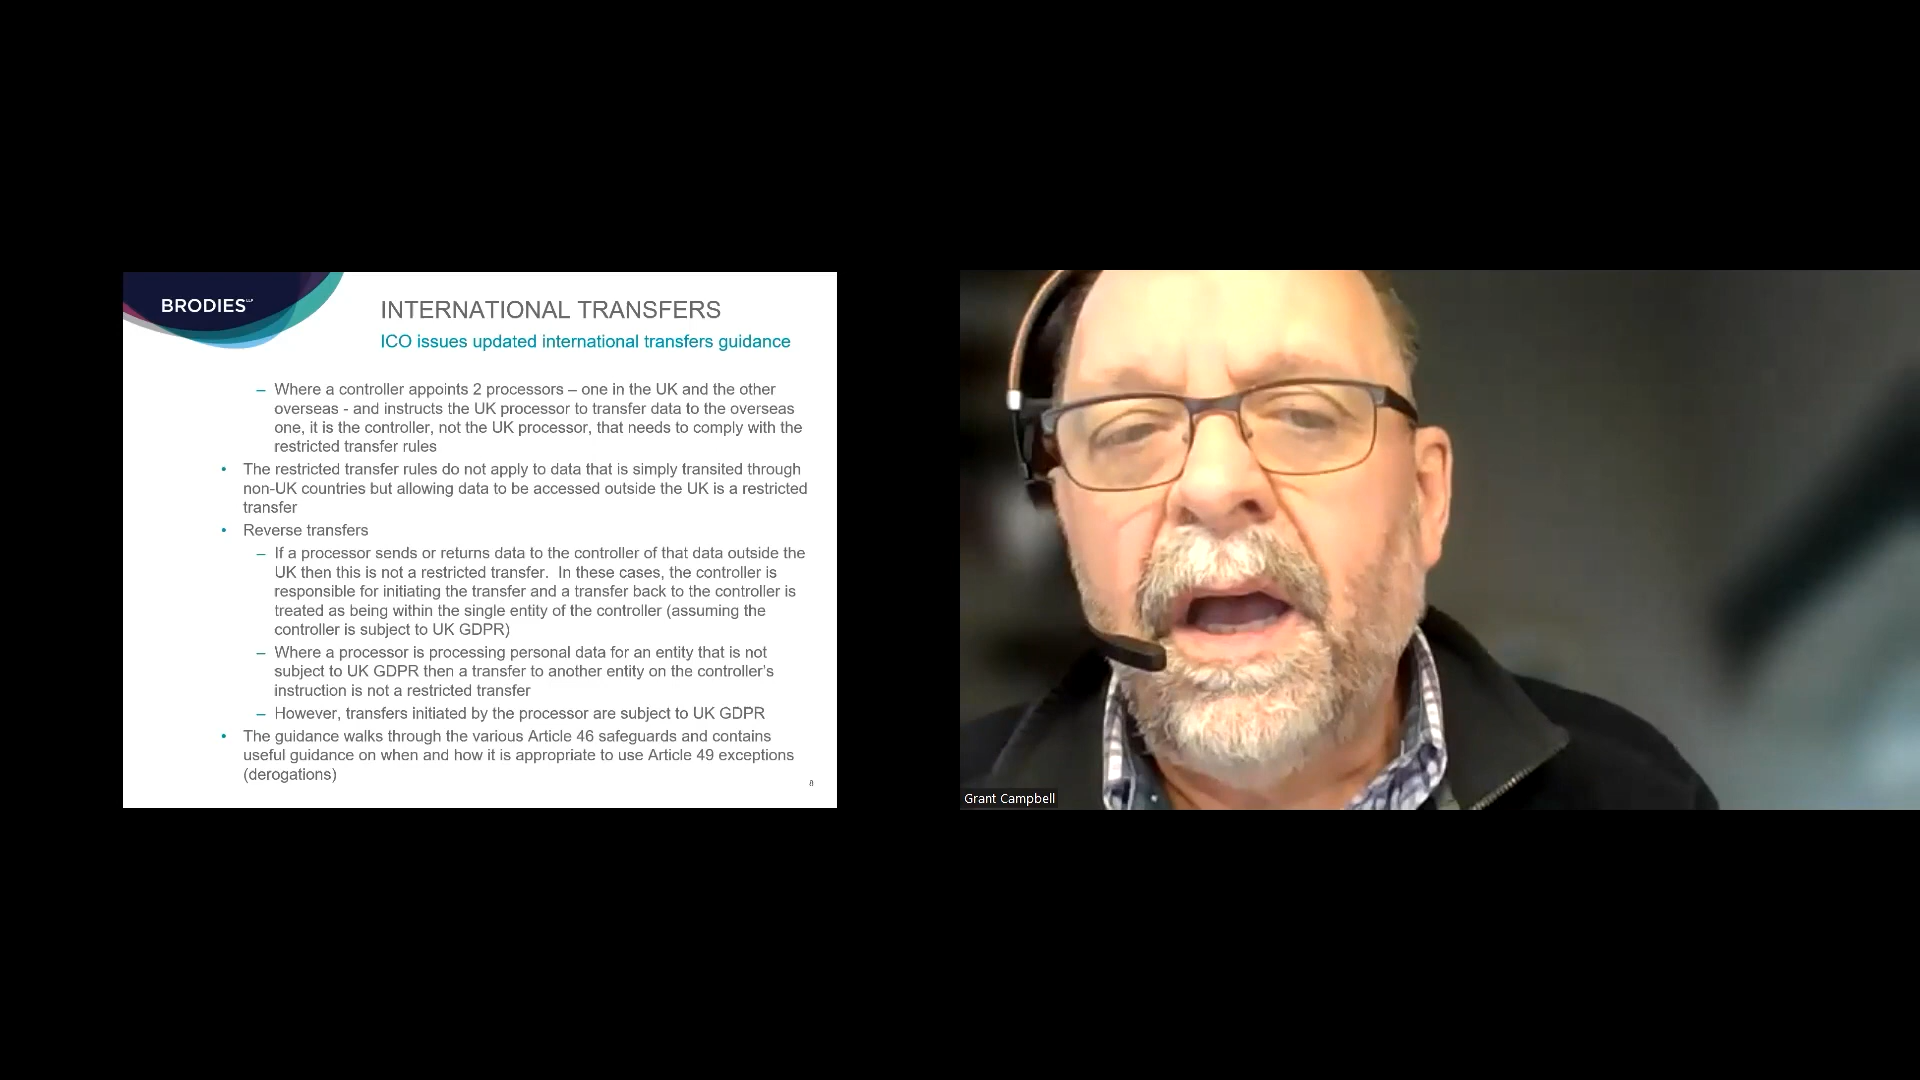 BRODIES LLP
INTERNATIONAL TRANSFERS
ICO issues updated international transfers guidance
– Where a controller appoints 2 processors – one in the UK and the other
overseas - and instructs the UK processor to transfer data to the overseas
one, it is the controller, not the UK processor, that needs to comply with the
restricted transfer rules
• The restricted transfer rules do not apply to data that is simply transited through
non-UK countries but allowing data to be accessed outside the UK is a restricted
transfer
• Reverse transfers
– If a processor sends or returns data to the controller of that data outside the
UK then this is not a restricted transfer.  In these cases, the controller is
responsible for initiating the transfer and a transfer back to the controller is
treated as being within the single entity of the controller (assuming the
controller is subject to UK GDPR)
– Where a processor is processing personal data for an entity that is not
subject to UK GDPR then a transfer to another entity on the controller's
instruction is not a restricted transfer
– However, transfers initiated by the processor are subject to UK GDPR
• The guidance walks through the various Article 46 safeguards and contains
useful guidance on when and how it is appropriate to use Article 49 exceptions
(derogations)
8
Grant Campbell